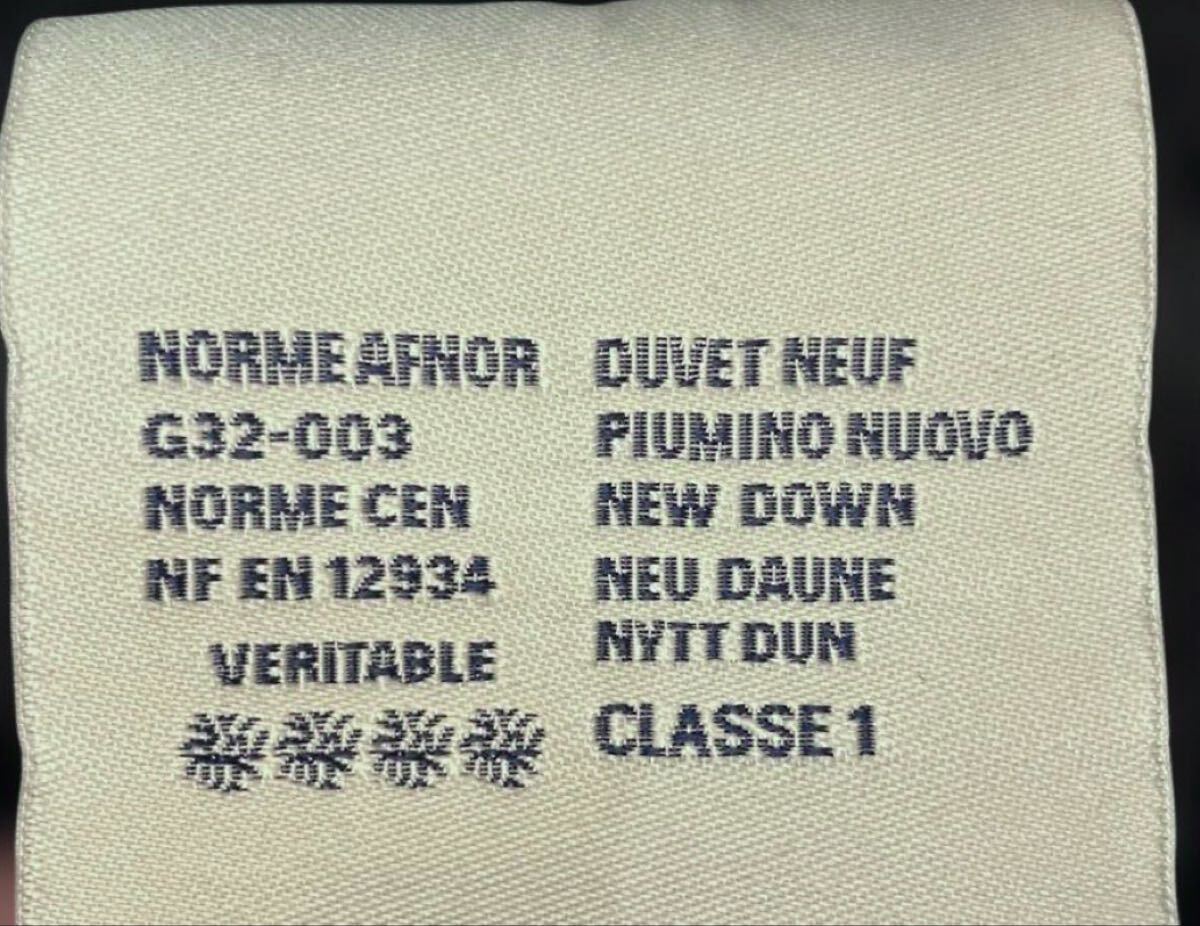 NORME AFNOR
G32-003
NORME CEN
NF EN 12934
VERITABLE
DUVET NEUF
PIUMINO NUOVO
NEW DOWN
NEU DAUNE
NYTT DUN
CLASSE 1